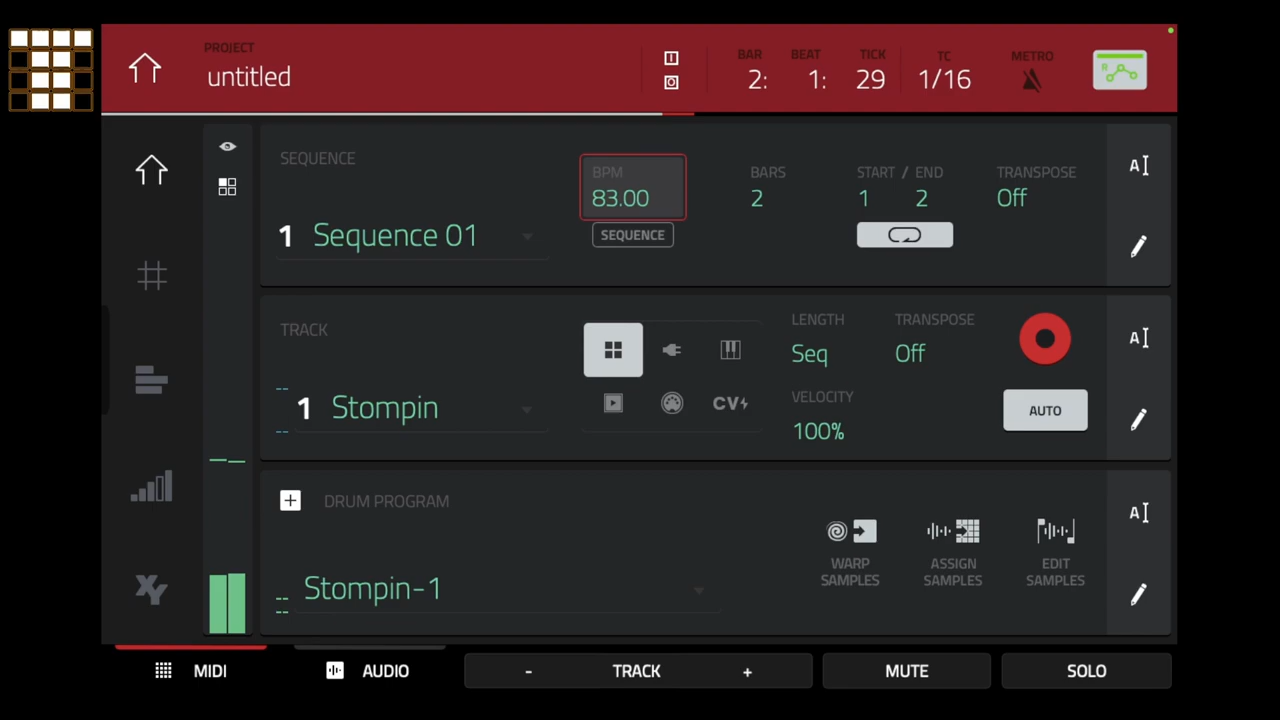 PROJECT
untitled
BAR BEAT TICK TC METRO
2: 1: 29 1/16
R
SEQUENCE
1 Sequence 01
BPM
83.00
SEQUENCE
BARS
2
START / END
1 2
TRANSPOSE
Off
A
TRACK
1 Stompin
CV
LENGTH
Seq
TRANSPOSE
Off
VELOCITY
100%
AUTO
A
DRUM PROGRAM
Stompin-1
WARP
SAMPLES
ASSIGN
SAMPLES
EDIT
SAMPLES
A
XY
MIDI AUDIO - TRACK + MUTE SOLO